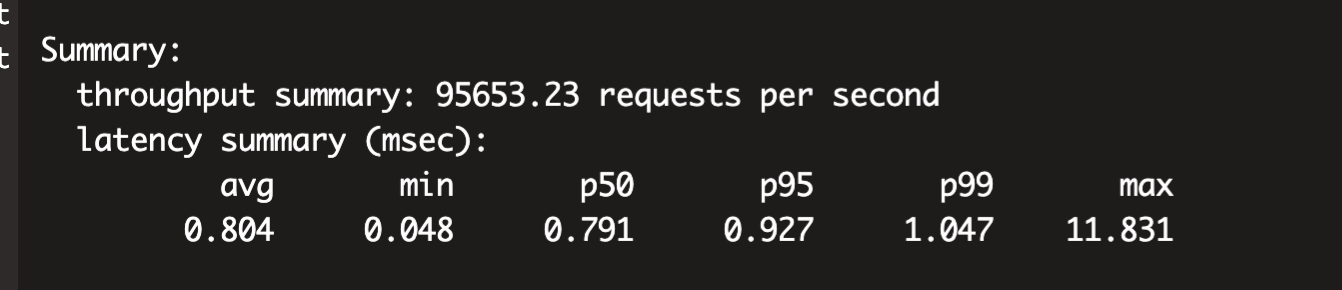 t
t
Summary:
  throughput summary: 95653.23 requests per second
  latency summary (msec):
          avg       min       p50       p95       p99       max
        0.804     0.048     0.791     0.927     1.047    11.831